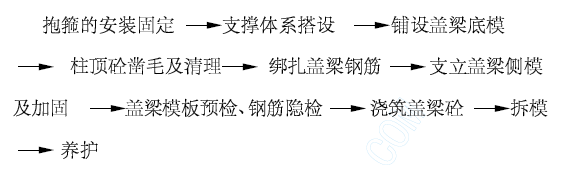 抱箍的安装固定 → 支撑体系搭设 → 铺设盖梁底模
→ 柱顶砼凿毛及清理 → 绑扎盖梁钢筋 → 支立盖梁侧模
及加固 → 盖梁模板预检、钢筋隐检 → 浇筑盖梁砼 → 拆模
→ 养护